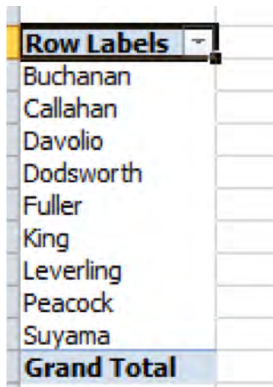 Row Labels
Buchanan
Callahan
Davolio
Dodsworth
Fuller
King
Leverling
Peacock
Suyama
Grand Total